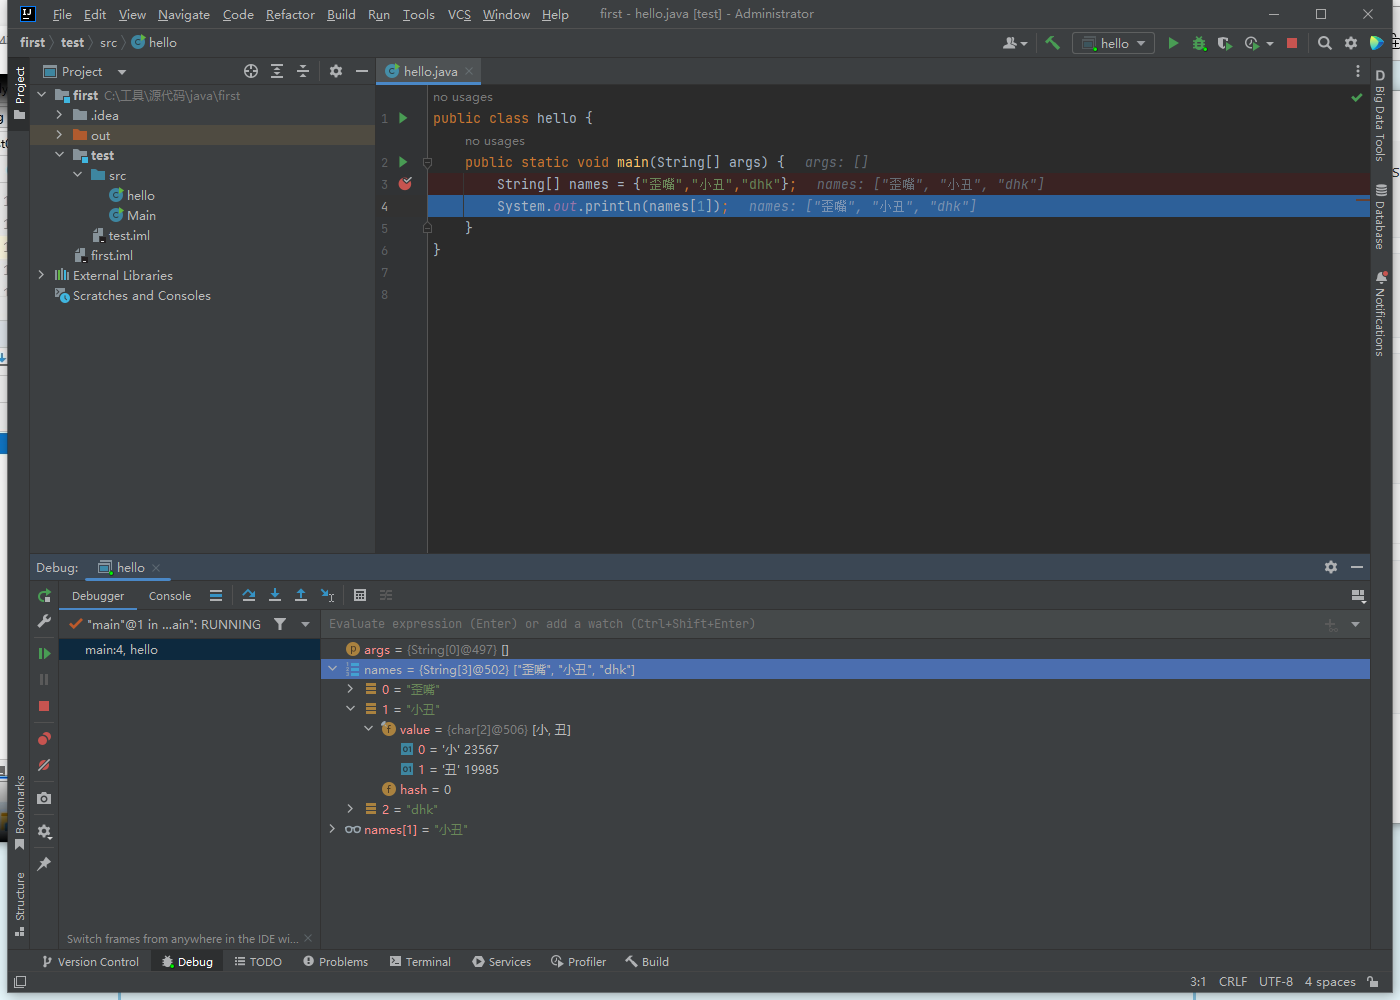 File Edit View Navigate Code Refactor Build Run Tools VCS Window Help first - hello.java [test] - Administrator
first test src hello
hello
Project
hello.java
first C:\工具\源代码\java\first
.idea
out
test
src
hello
Main
test.iml
first.iml
External Libraries
Scratches and Consoles
no usages
1 public class hello {
no usages
2 public static void main(String[] args) { args: []
3 String[] names = {"歪嘴","小丑","dhk"}; names: ["歪嘴", "小丑", "dhk"]
4 System.out.println(names[1]); names: ["歪嘴", "小丑", "dhk"]
5 }
6 }
7
8
Project
Bookmarks
Structure
Big Data Tools
Database
Notifications
Debug: hello
Debugger Console
"main"@1 in ...ain": RUNNING
main:4, hello
Switch frames from anywhere in the IDE wi...
Evaluate expression (Enter) or add a watch (Ctrl+Shift+Enter)
args = {String[0]@497} []
names = {String[3]@502} ["歪嘴", "小丑", "dhk"]
0 = "歪嘴"
1 = "小丑"
value = {char[2]@506} [小, 丑]
0 = '小' 23567
1 = '丑' 19985
hash = 0
2 = "dhk"
names[1] = "小丑"
Version Control Debug TODO Problems Terminal Services Profiler Build
3:1 CRLF UTF-8 4 spaces